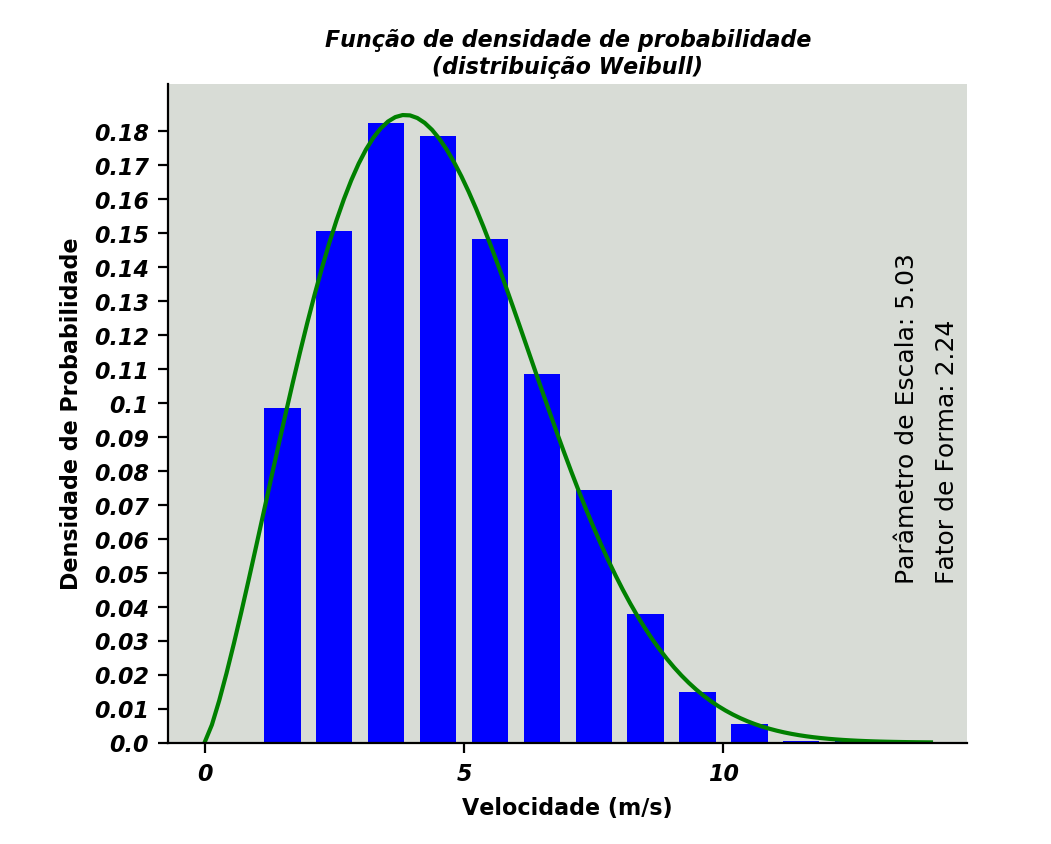 Função de densidade de probabilidade
(distribuição Weibull)
0.18
0.17
0.16
0.15
0.14
0.13
0.12
0.11
0.1
0.09
0.08
0.07
0.06
0.05
0.04
0.03
0.02
0.01
0.0
Densidade de Probabilidade
Parâmetro de Escala: 5.03
Fator de Forma: 2.24
0 5 10
Velocidade (m/s)